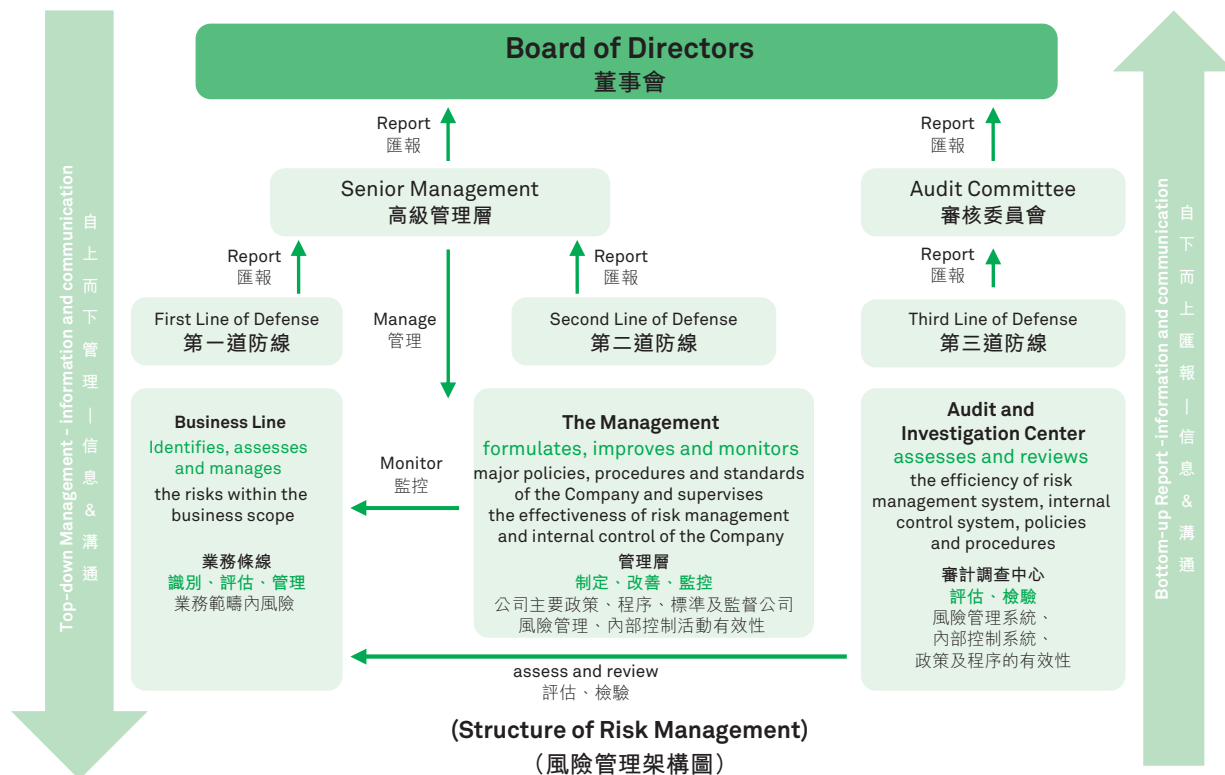 Board of Directors
董事會
Report
匯報
Report
匯報
Senior Management
高級管理層
Audit Committee
審核委員會
Report
匯報
Report
匯報
Report
匯報
First Line of Defense
第一道防線
Manage
管理
Second Line of Defense
第二道防線
Third Line of Defense
第三道防線
Business Line
Identifies, assesses
and manages
the risks within the
business scope
業務條線
識別、評估、管理
業務範疇內風險
Monitor
監控
The Management
formulates, improves and monitors
major policies, procedures and standards
of the Company and supervises
the effectiveness of risk management
and internal control of the Company
管理層
制定、改善、監控
公司主要政策、程序、標準及監督公司
風險管理、內部控制活動有效性
Audit and
Investigation Center
assesses and reviews
the efficiency of risk
management system, internal
control system, policies
and procedures
審計調查中心
評估、檢驗
風險管理系統、
內部控制系統、
政策及程序的有效性
assess and review
評估、檢驗
(Structure of Risk Management)
（風險管理架構圖）
Top-down Management - information and communication
自上而下管理｜信息&溝通
Bottom-up Report -information and communication
自下而上匯報｜信息&溝通